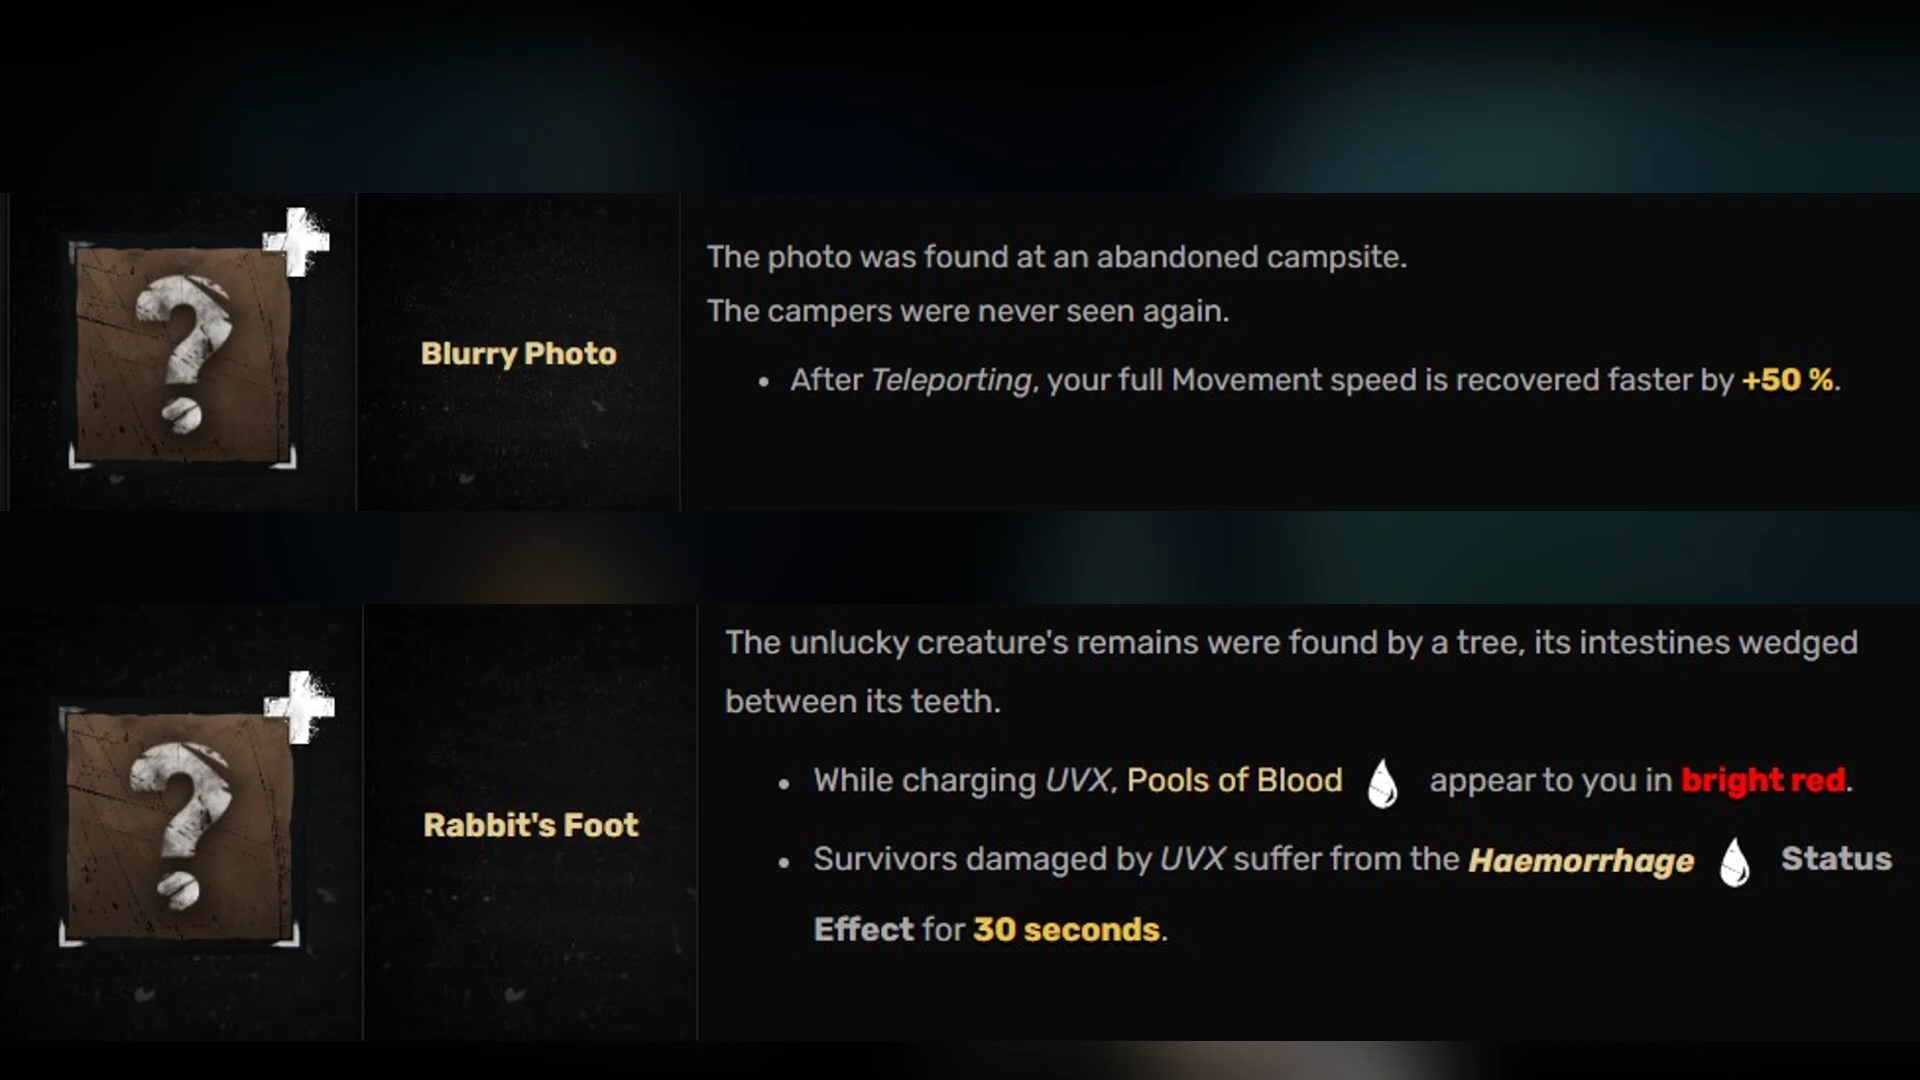 The photo was found at an abandoned campsite.
The campers were never seen again.
Blurry Photo
• After Teleporting, your full Movement speed is recovered faster by +50 %.
The unlucky creature's remains were found by a tree, its intestines wedged
between its teeth.
• While charging UVX, Pools of Blood appear to you in bright red.
Rabbit's Foot
• Survivors damaged by UVX suffer from the Haemorrhage Status
Effect for 30 seconds.